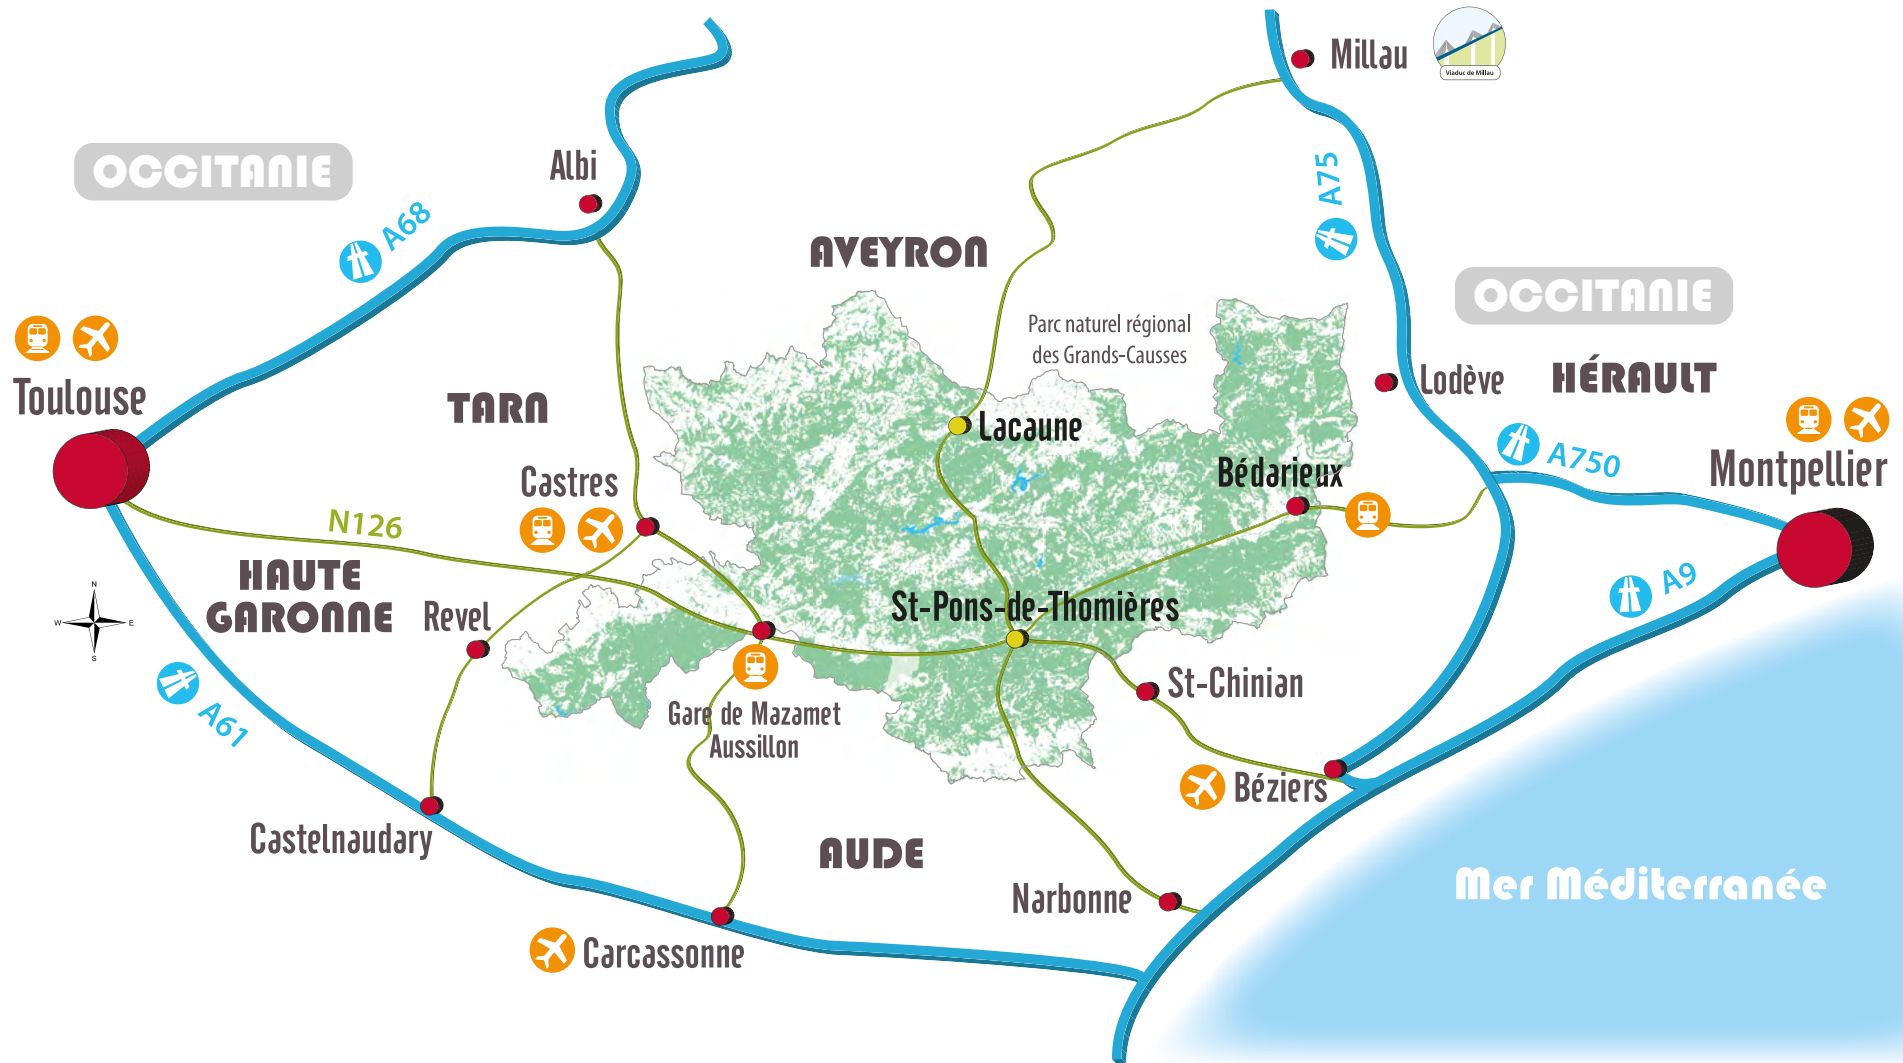 Millau
Viaduc de Millau
OCCITANIE
Albi
A68
A75
AVEYRON
OCCITANIE
Parc naturel régional
des Grands-Causses
Toulouse
TARN
Lodève
HÉRAULT
Lacaune
Castres
Bédarieux
A750
Montpellier
N126
HAUTE
GARONNE
N
W
E
S
Revel
St-Pons-de-Thomières
A9
A61
Gare de Mazamet
Aussillon
St-Chinian
Béziers
Castelnaudary
AUDE
Mer Méditerranée
Narbonne
Carcassonne